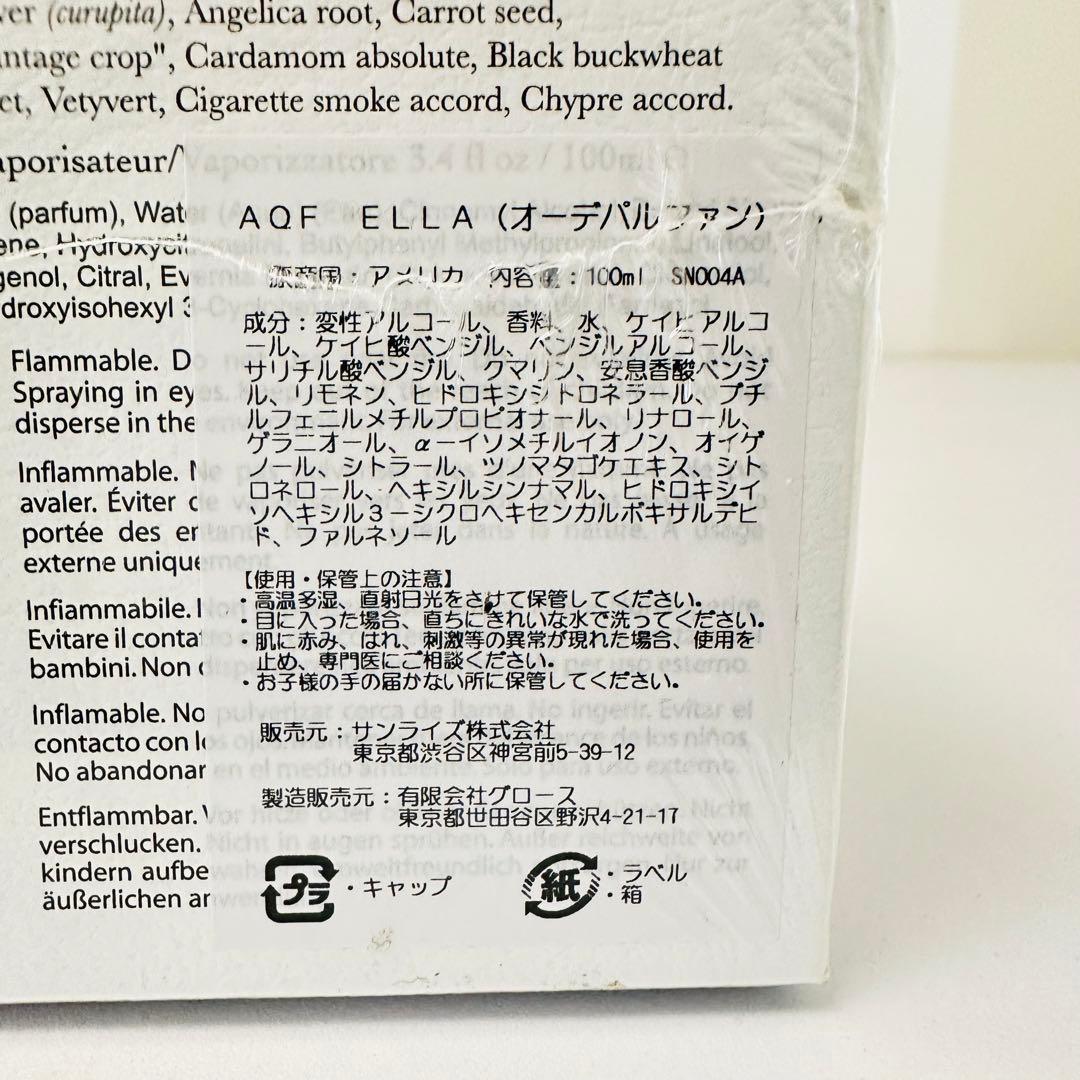 ver (curupita), Angelica root, Carrot seed,
ntage crop", Cardamom absolute, Black buckwheat
ct, Vetyvert, Cigarette smoke accord, Chypre accord.
aporisateur/Vaporizzatore 3.4 fl oz / 100ml
(parfum), Wat
ene, Hydroxycit
genol, Citral, Ev
droxyisohexyl 3
Flammable. D
Spraying in ey
disperse in the
Inflammable. N
avaler. Éviter d
portée des en
externe unique
Infiammabile. N
Evitare il conta
bambini. Non d
Inflamable. No
contacto con lo
No abandonar
Entflammbar. V
verschlucken.
kindern aufbe
äußerlichen an
AQF ELLA (オーデパルファン)
原産国:アメリカ 内容量:100ml SN004A
成分:変性アルコール、香料、水、ケイヒアルコ
ール、ケイヒ酸ベンジル、ベンジルアルコール、
サリチル酸ベンジル、クマリン、安息香酸ベンジ
ル、リモネン、ヒドロキシシトロネラール、ブチ
ルフェニルメチルプロピオナール、リナロール、
ゲラニオール、α-イソメチルイオノン、オイゲ
ノール、シトラール、ツノマタゴケエキス、シト
ロネロール、ヘキシルシンナマル、ヒドロキシイ
ソヘキシル3-シクロヘキセンカルボキサルデヒ
ド、ファルネソール
【使用・保管上の注意】
・高温多湿、直射日光をさけて保管してください。
・目に入った場合、直ちにきれいな水で洗ってください。
・肌に赤み、はれ、刺激等の異常が現れた場合、使用を
止め、専門医にご相談ください。
・お子様の手の届かない所に保管してください。
販売元:サンライズ株式会社
東京都渋谷区神宮前5-39-12
製造販売元:有限会社グロース
東京都世田谷区野沢4-21-17
プラ ・キャップ
紙 ・ラベル
・箱